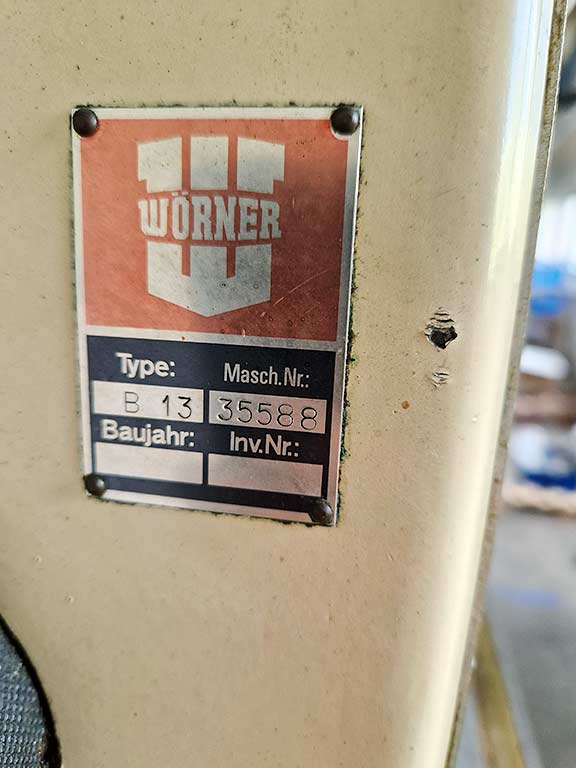 WÖRNER
Type: Masch.Nr.:
B 13 35588
Baujahr: Inv.Nr.: